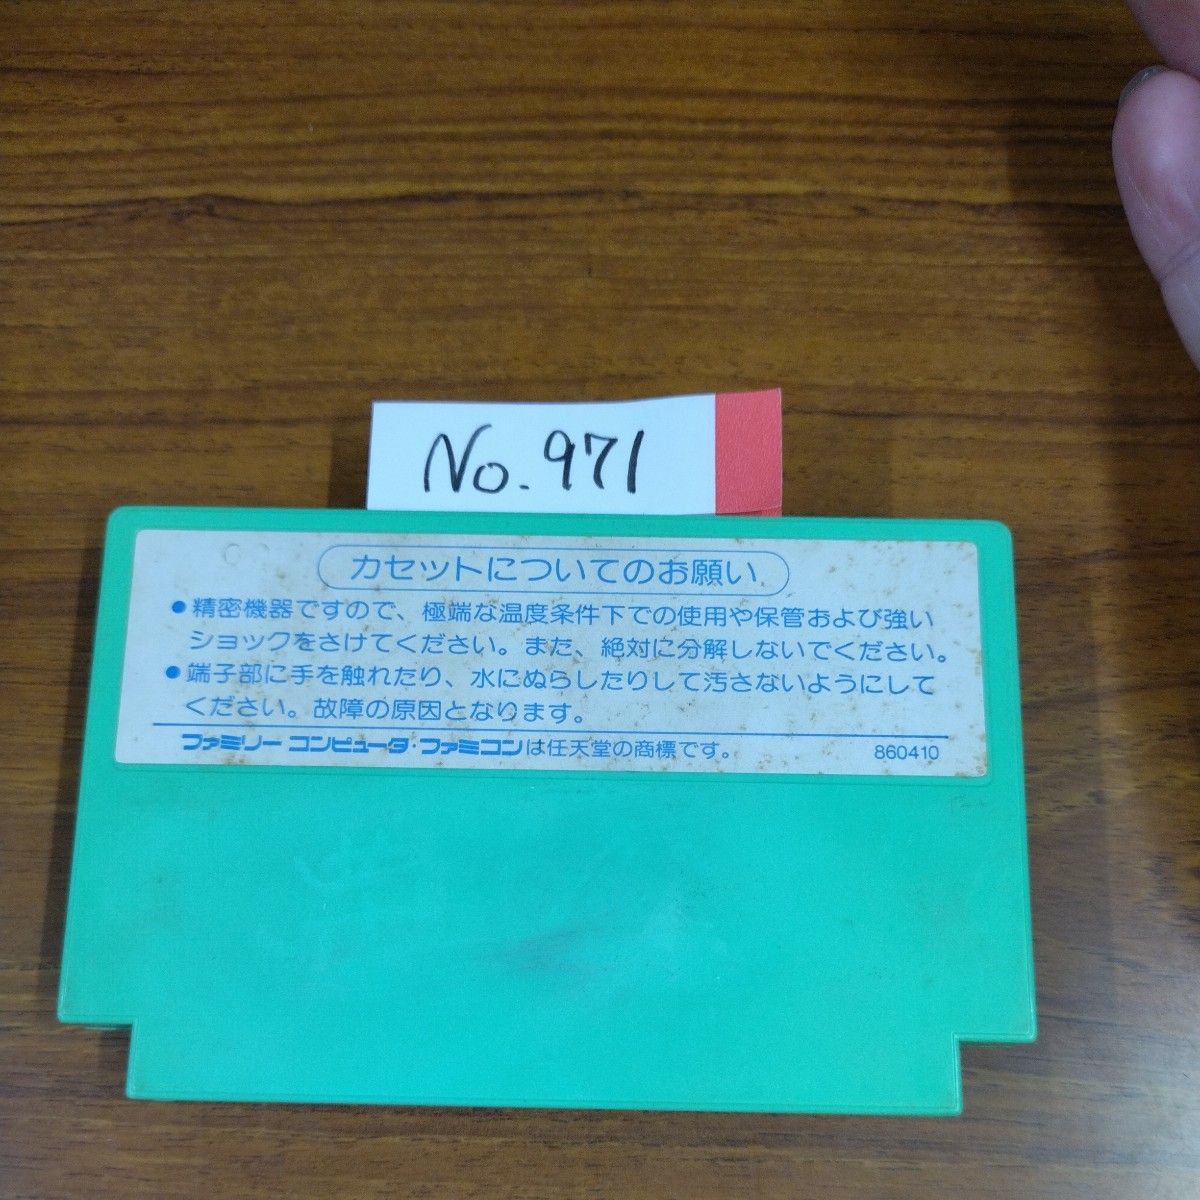 No. 971
カセットについてのお願い
●精密機器ですので、極端な温度条件下での使用や保管および強い
ショックをさけてください。また、絶対に分解しないでください。
●端子部に手を触れたり、水にぬらしたりして汚さないようにして
ください。故障の原因となります。
ファミリーコンピュータ・ファミコンは任天堂の商標です。 860410